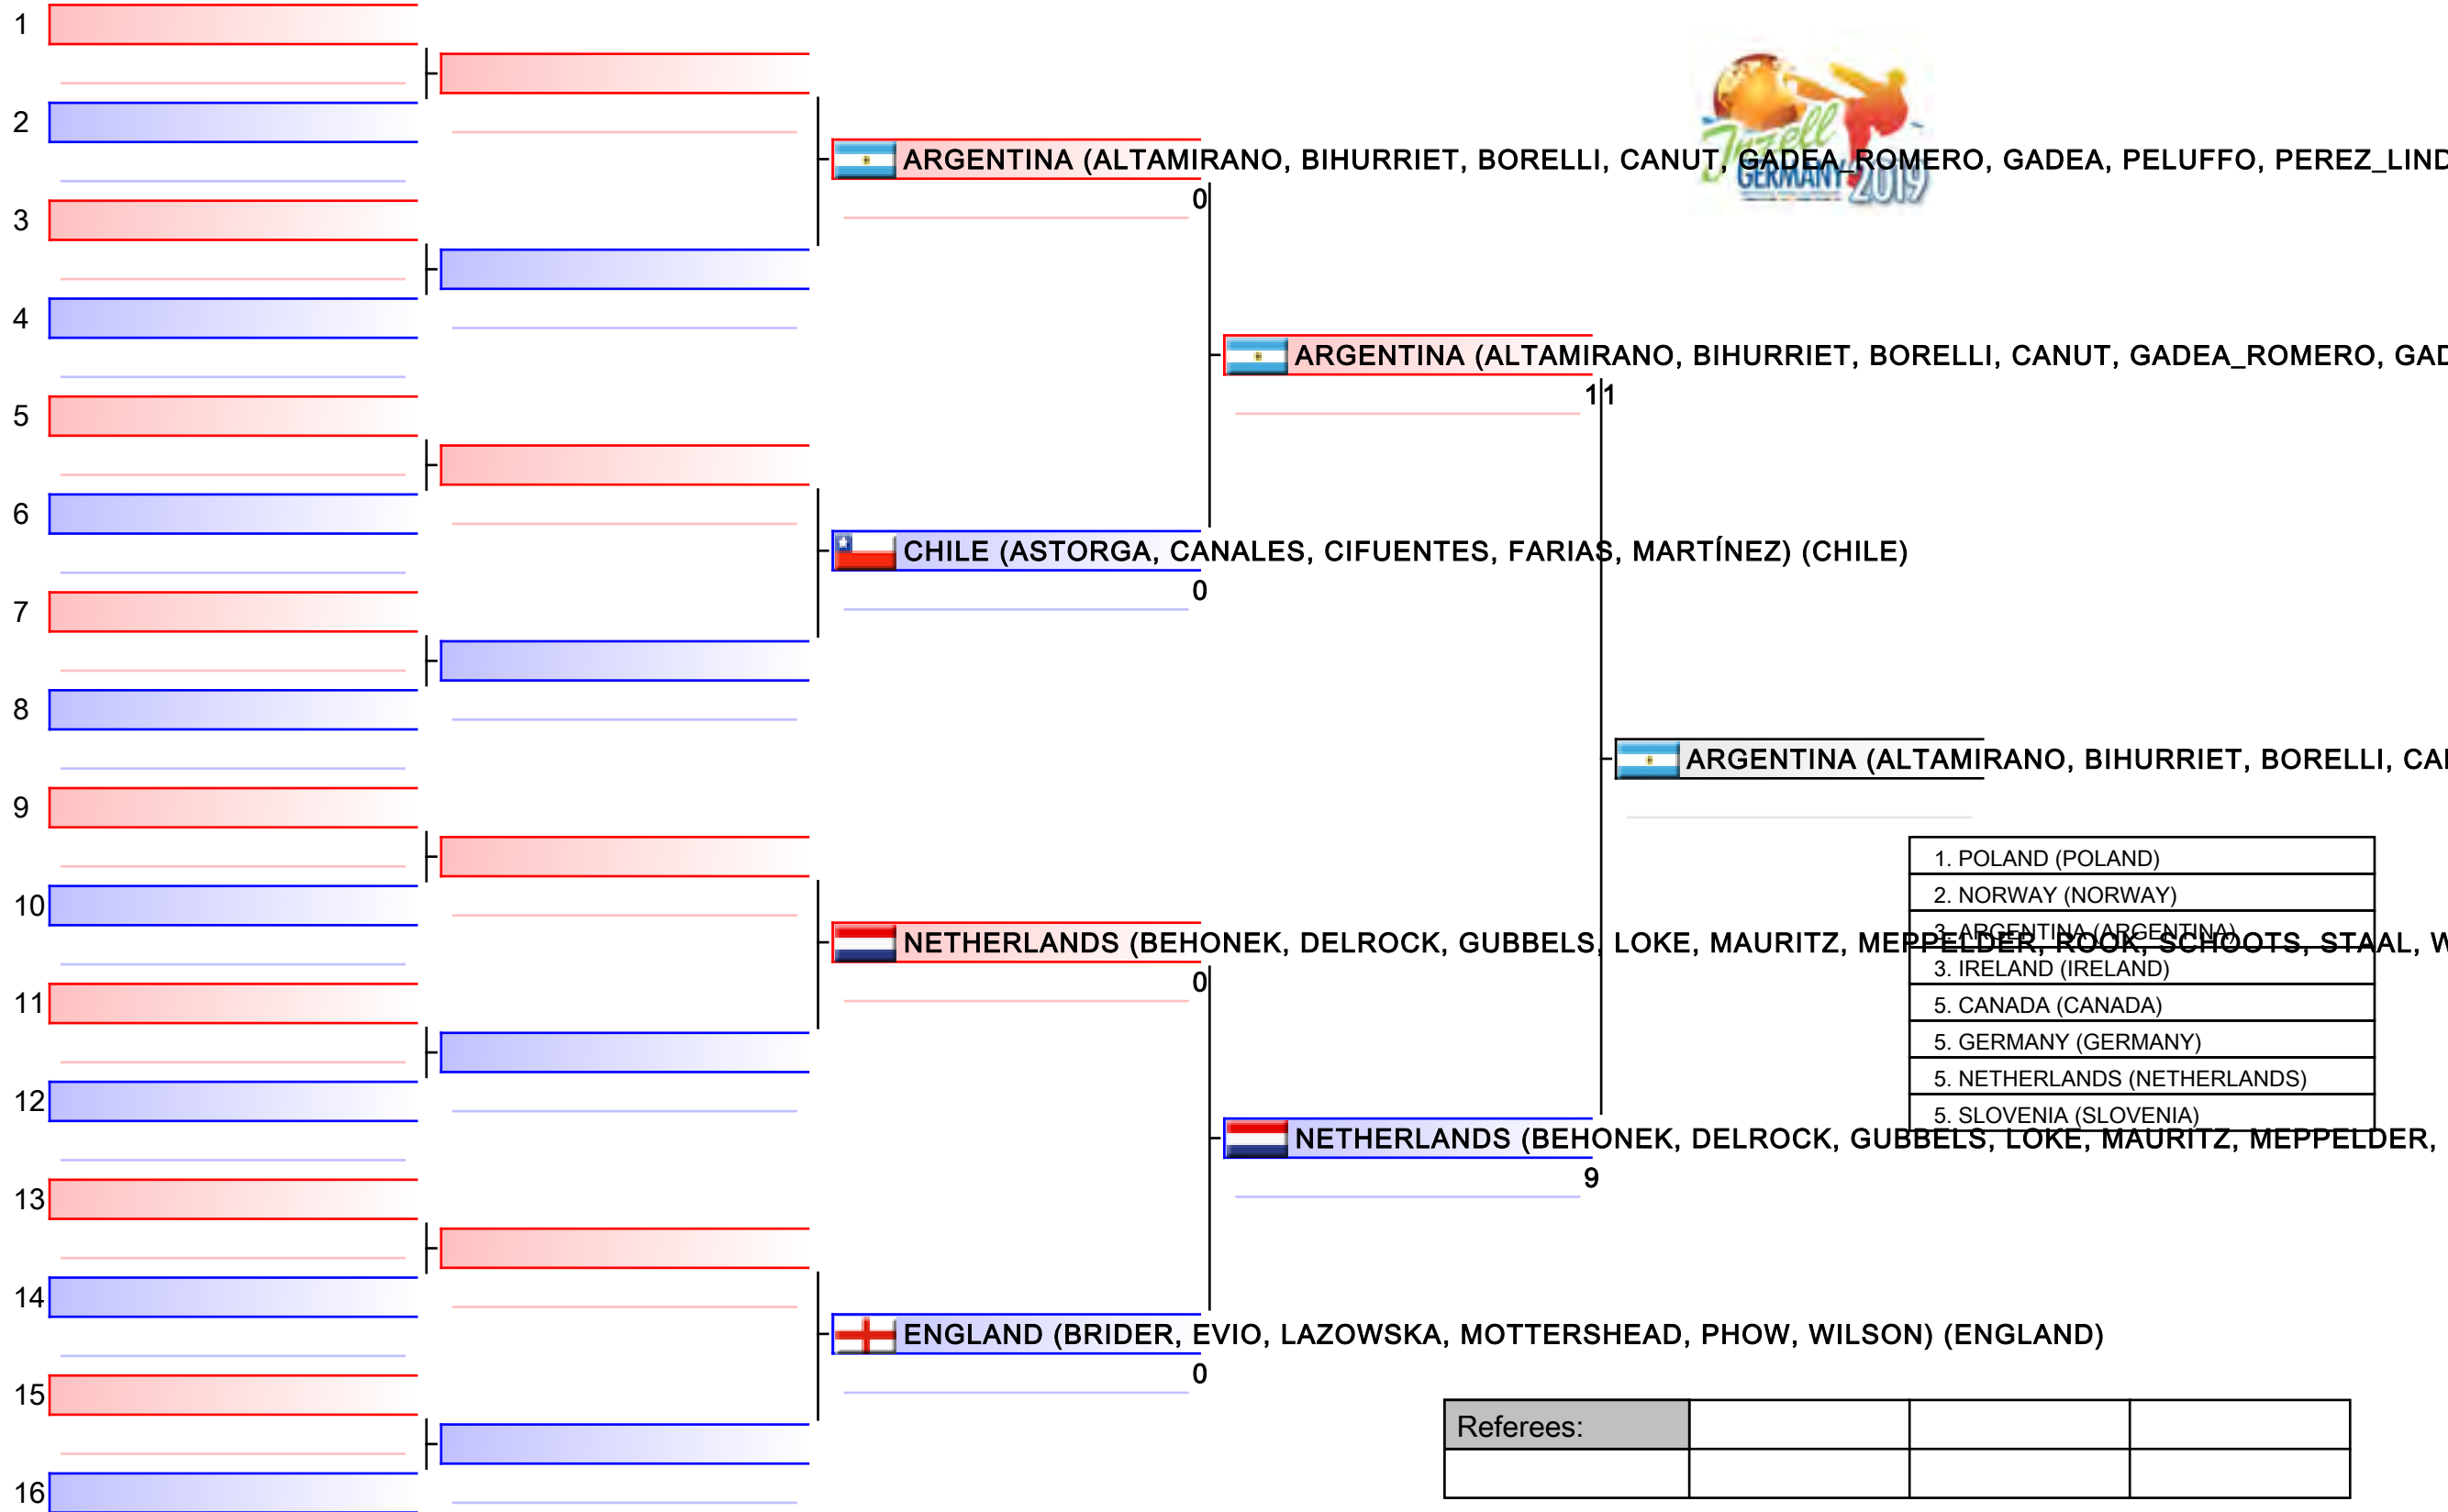 1
2
3
4
5
6
7
8
9
10
11
12
13
14
15
16
ARGENTINA (ALTAMIRANO, BIHURRIET, BORELLI, CANUT, GADEA_ROMERO, GADEA, PELUFFO, PEREZ_LIND
0
CHILE (ASTORGA, CANALES, CIFUENTES, FARIAS, MARTÍNEZ) (CHILE)
0
NETHERLANDS (BEHONEK, DELROCK, GUBBELS, LOKE, MAURITZ, MEPPELDER, ROOK, SCHOOTS, STAAL, W
0
ENGLAND (BRIDER, EVIO, LAZOWSKA, MOTTERSHEAD, PHOW, WILSON) (ENGLAND)
0
ARGENTINA (ALTAMIRANO, BIHURRIET, BORELLI, CANUT, GADEA_ROMERO, GAD
11
NETHERLANDS (BEHONEK, DELROCK, GUBBELS, LOKE, MAURITZ, MEPPELDER,
9
Inzell
GERMANY 2019
ARGENTINA (ALTAMIRANO, BIHURRIET, BORELLI, CA
1. POLAND (POLAND)
2. NORWAY (NORWAY)
3. ARGENTINA (ARGENTINA)
3. IRELAND (IRELAND)
5. CANADA (CANADA)
5. GERMANY (GERMANY)
5. NETHERLANDS (NETHERLANDS)
5. SLOVENIA (SLOVENIA)
Referees: